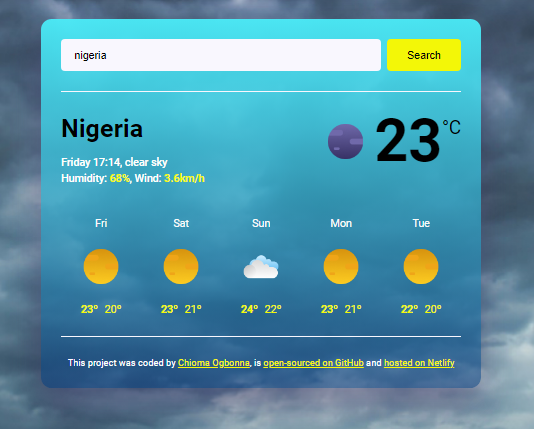 nigeria
Search
Nigeria
23°C
Friday 17:14, clear sky
Humidity: 68%, Wind: 3.6km/h
Fri Sat Sun Mon Tue
23° 20° 23° 21° 24° 22° 23° 21° 22° 20°
This project was coded by Chioma Ogbonna, is open-sourced on GitHub and hosted on Netlify